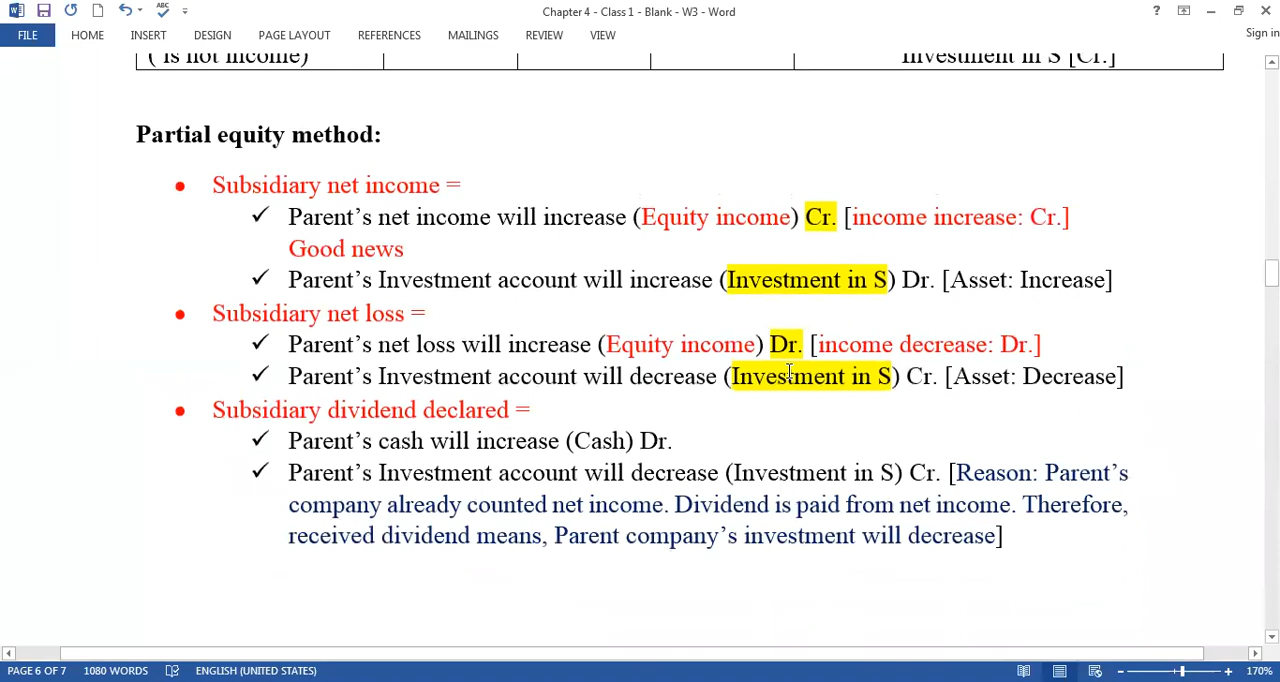 Chapter 4 - Class 1 - Blank - W3 - Word
?
FILE HOME INSERT DESIGN PAGE LAYOUT REFERENCES MAILINGS REVIEW VIEW Sign in
( is not income) Investment in S [Cr.]
Partial equity method:
• Subsidiary net income =
✓ Parent’s net income will increase (Equity income) Cr. [income increase: Cr.]
Good news
✓ Parent’s Investment account will increase (Investment in S) Dr. [Asset: Increase]
• Subsidiary net loss =
✓ Parent’s net loss will increase (Equity income) Dr. [income decrease: Dr.]
✓ Parent’s Investment account will decrease (Investment in S) Cr. [Asset: Decrease]
• Subsidiary dividend declared =
✓ Parent’s cash will increase (Cash) Dr.
✓ Parent’s Investment account will decrease (Investment in S) Cr. [Reason: Parent’s
company already counted net income. Dividend is paid from net income. Therefore,
received dividend means, Parent company’s investment will decrease]
PAGE 6 OF 7 1080 WORDS ENGLISH (UNITED STATES) 170%